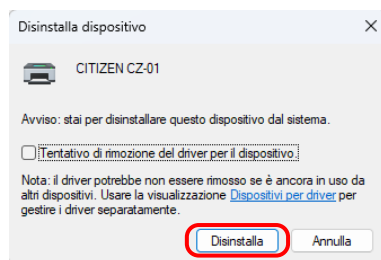 Disinstalla dispositivo
CITIZEN CZ-01
Avviso: stai per disinstallare questo dispositivo dal sistema.
Tentativo di rimozione del driver per il dispositivo.
Nota: il driver potrebbe non essere rimosso se è ancora in uso da
altri dispositivi. Usare la visualizzazione Dispositivi per driver per
gestire i driver separatamente.
Disinstalla Annulla